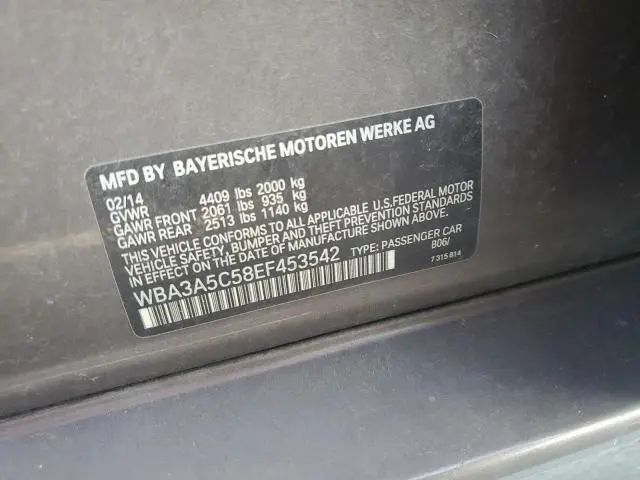 MFD BY BAYERISCHE MOTOREN WERKE AG
02/14
GVWR 4409 lbs 2000 kg
GAWR FRONT 2061 lbs 935 kg
GAWR REAR 2513 lbs 1140 kg
THIS VEHICLE CONFORMS TO ALL APPLICABLE U.S.FEDERAL MOTOR
VEHICLE SAFETY, BUMPER AND THEFT PREVENTION STANDARDS
IN EFFECT ON THE DATE OF MANUFACTURE SHOWN ABOVE.
WBA3A5C58EF453542 TYPE: PASSENGER CAR
B06/
7 315 814